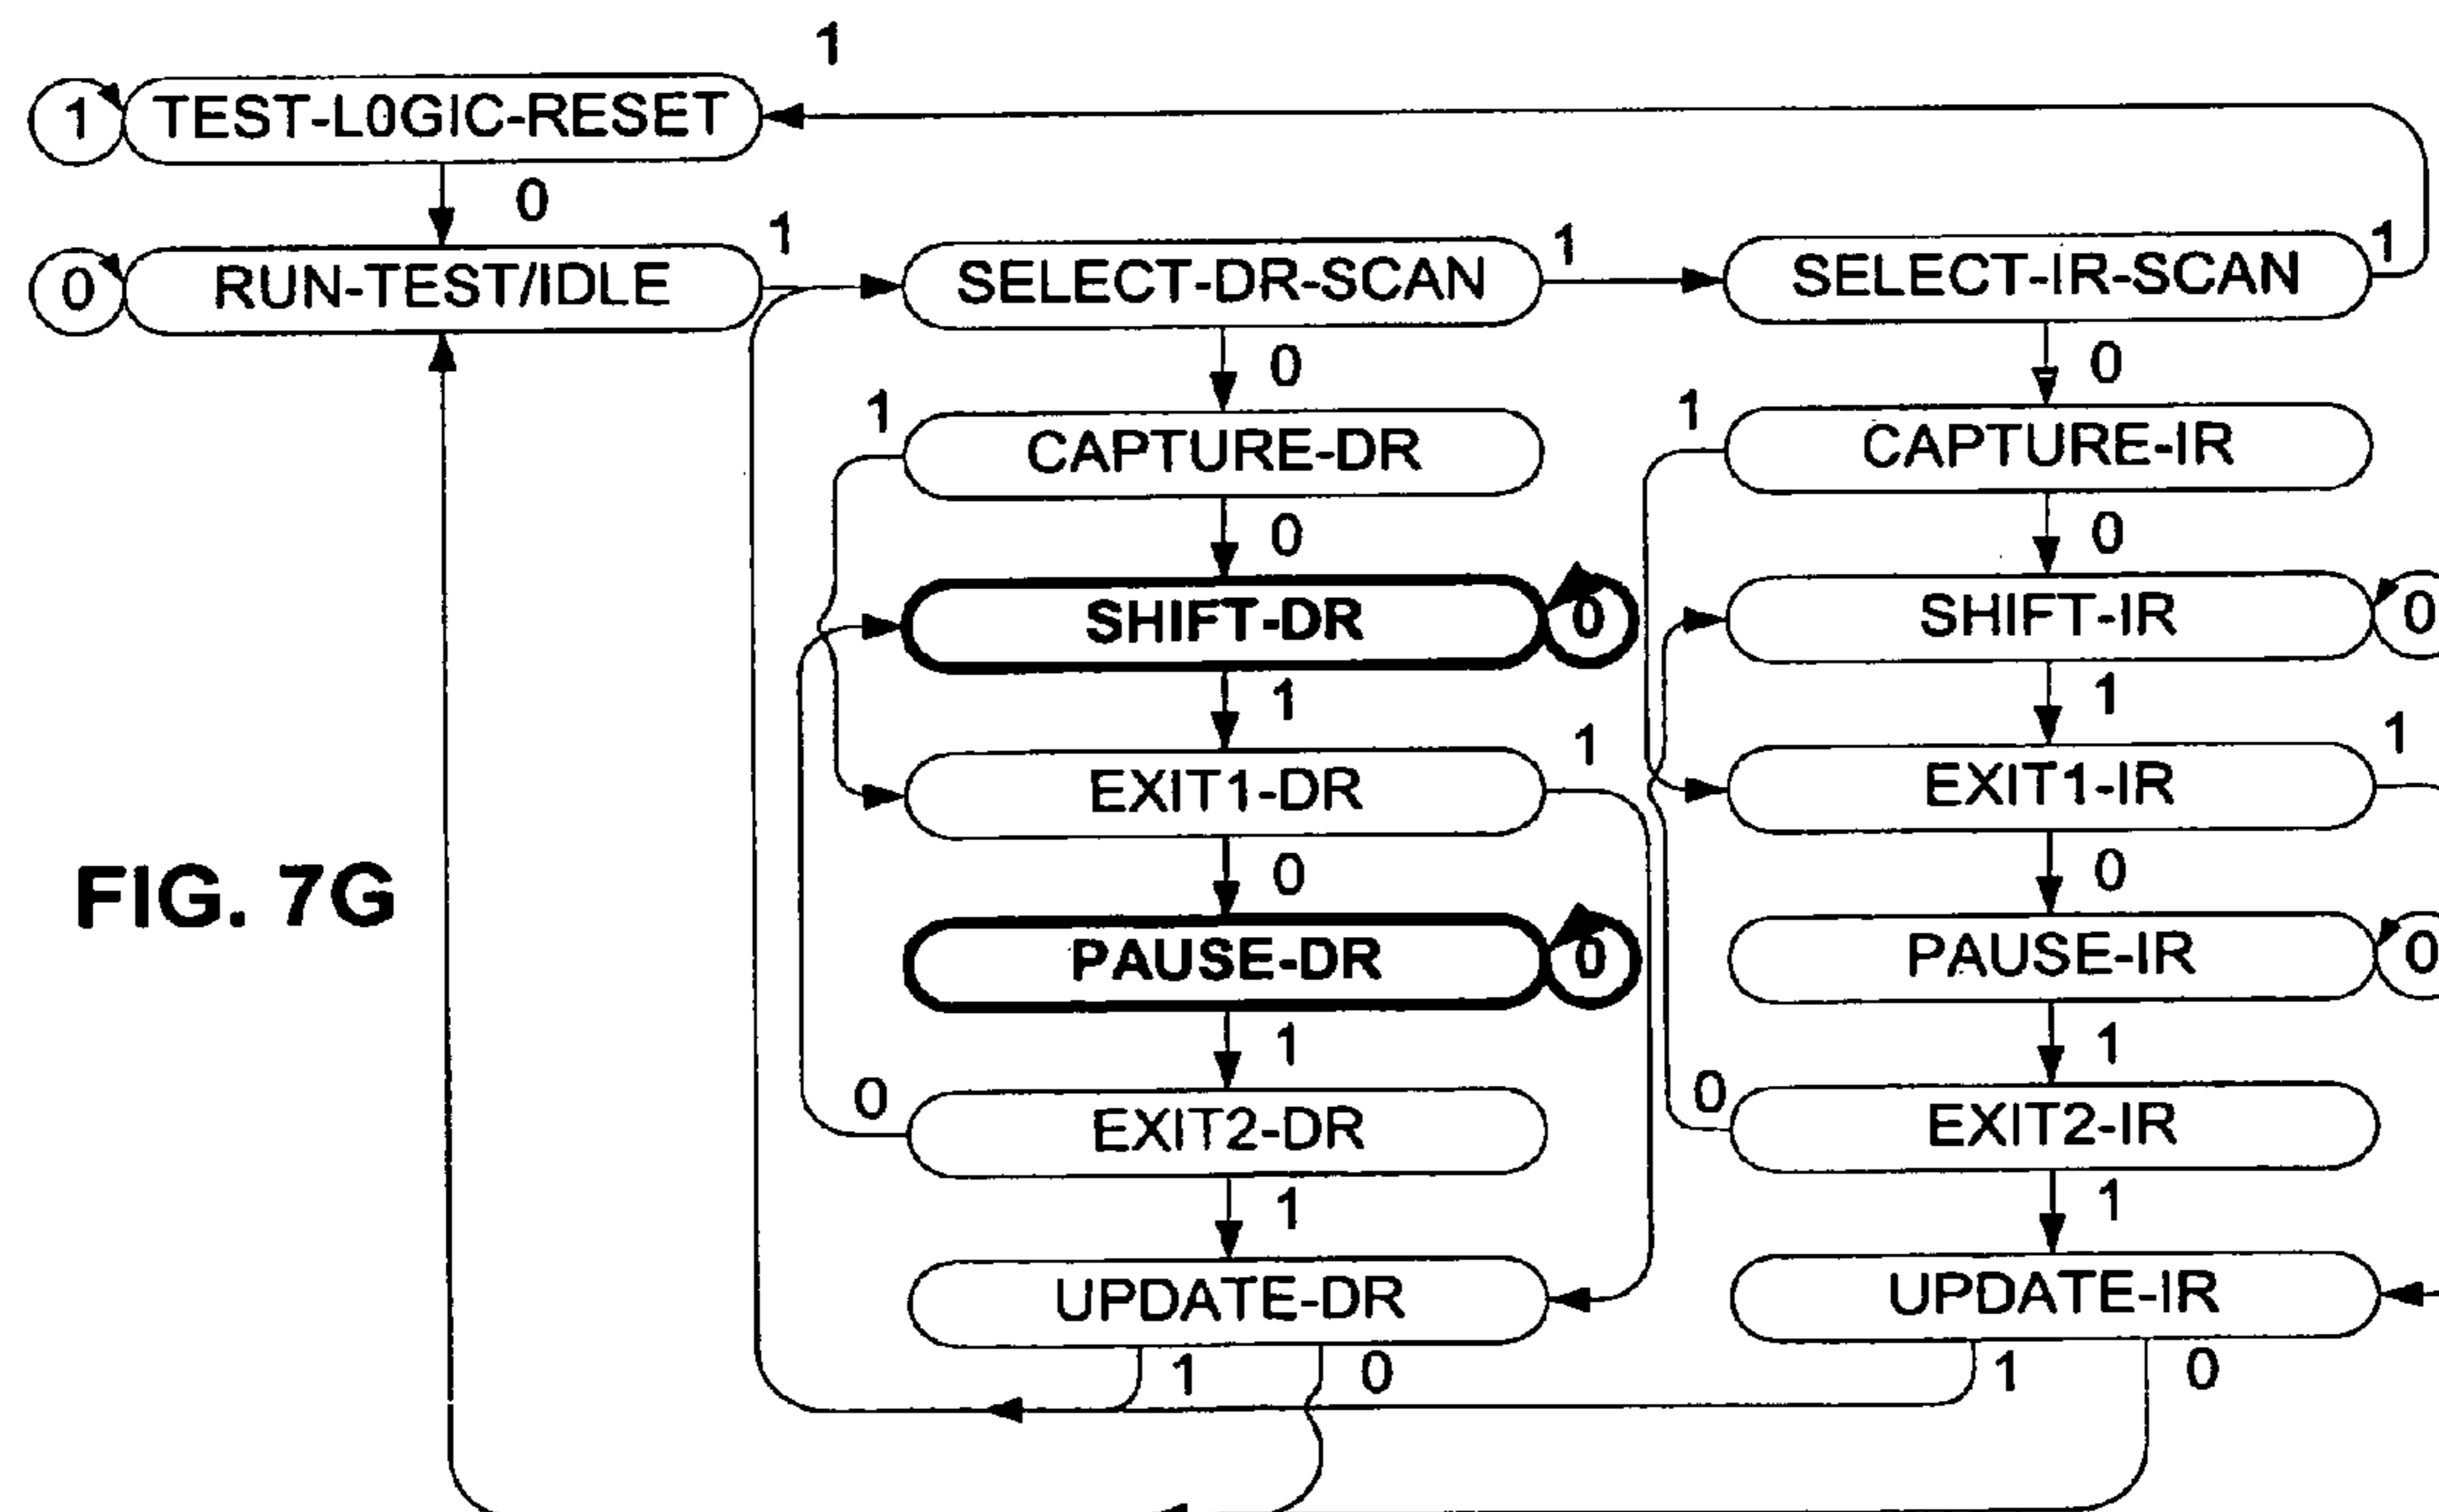 1
1 TEST-L0GIC-RESET
0
0 RUN-TEST/IDLE 1 SELECT-DR-SCAN 1 SELECT-IR-SCAN 1
0 0
1 CAPTURE-DR 1 CAPTURE-IR
0 0
SHIFT-DR 0 SHIFT-IR 0
1 1
EXIT1-DR 1 EXIT1-IR 1
FIG. 7G
0 0
PAUSE-DR 0 PAUSE-IR 0
1 1
0 EXIT2-DR 0 EXIT2-IR
1 1
UPDATE-DR UPDATE-IR
1 0 1 0